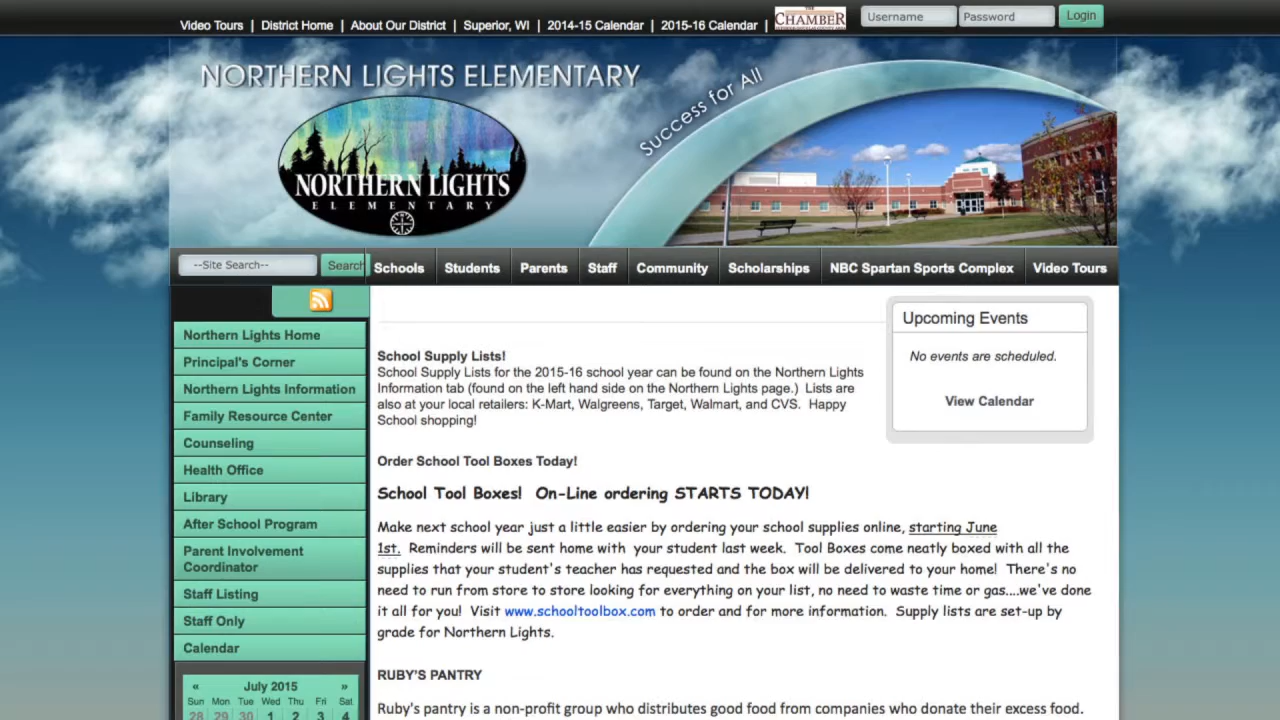 Video Tours | District Home | About Our District | Superior, WI | 2014-15 Calendar | 2015-16 Calendar |
THE CHAMBER
Username
Password
Login
NORTHERN LIGHTS ELEMENTARY
Success for All
NORTHERN LIGHTS
ELEMENTARY
--Site Search--
Search
Schools
Students
Parents
Staff
Community
Scholarships
NBC Spartan Sports Complex
Video Tours
Northern Lights Home
Principal's Corner
Northern Lights Information
Family Resource Center
Counseling
Health Office
Library
After School Program
Parent Involvement
Coordinator
Staff Listing
Staff Only
Calendar
« July 2015 »
Sun Mon Tue Wed Thu Fri Sat
28 29 30 1 2 3 4
School Supply Lists!
School Supply Lists for the 2015-16 school year can be found on the Northern Lights
Information tab (found on the left hand side on the Northern Lights page.) Lists are
also at your local retailers: K-Mart, Walgreens, Target, Walmart, and CVS. Happy
School shopping!
Order School Tool Boxes Today!
School Tool Boxes! On-Line ordering STARTS TODAY!
Make next school year just a little easier by ordering your school supplies online, starting June
1st. Reminders will be sent home with your student last week. Tool Boxes come neatly boxed with all the
supplies that your student's teacher has requested and the box will be delivered to your home! There's no
need to run from store to store looking for everything on your list, no need to waste time or gas....we've done
it all for you! Visit www.schooltoolbox.com to order and for more information. Supply lists are set-up by
grade for Northern Lights.
RUBY'S PANTRY
Ruby's pantry is a non-profit group who distributes good food from companies who donate their excess food.
Upcoming Events
No events are scheduled.
View Calendar